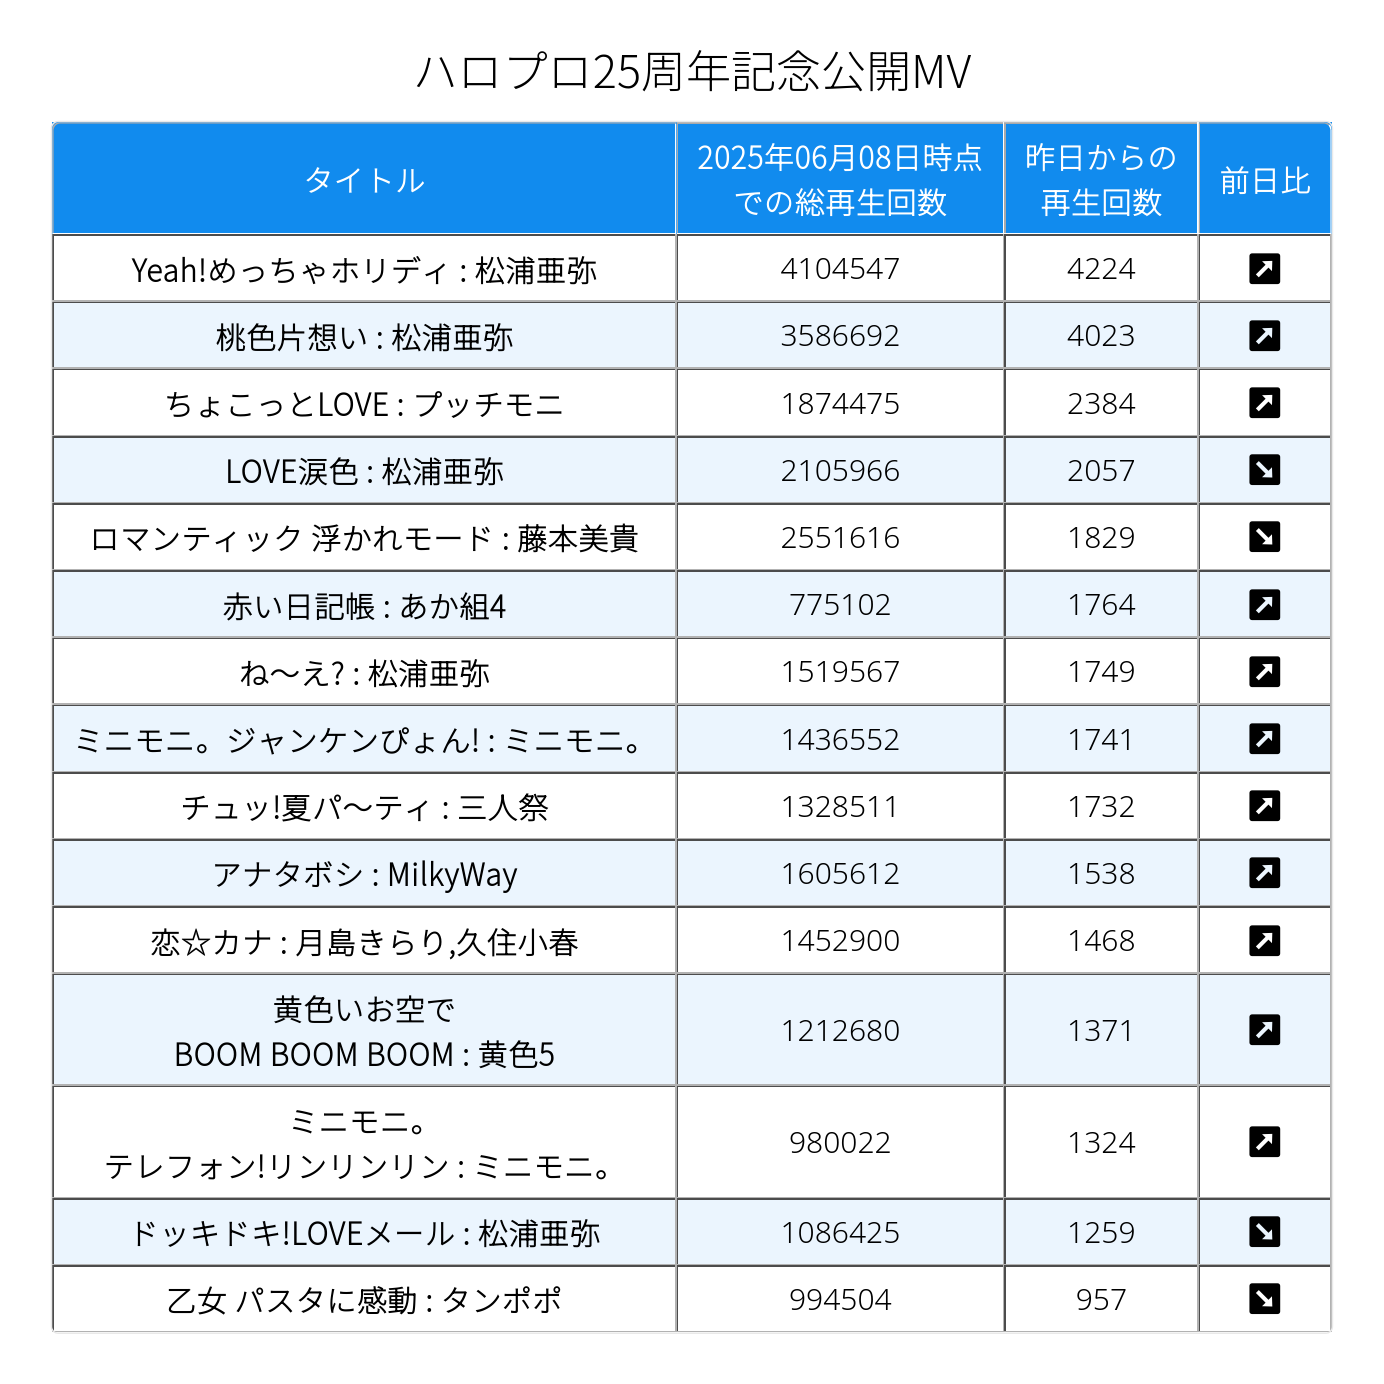 ハロプロ25周年記念公開MV
タイトル 2025年06月08日時点 昨日からの 前日比
での総再生回数 再生回数
Yeah!めっちゃホリディ : 松浦亜弥 4104547 4224
桃色片想い : 松浦亜弥 3586692 4023
ちょこっとLOVE : プッチモニ 1874475 2384
LOVE涙色 : 松浦亜弥 2105966 2057
ロマンティック 浮かれモード : 藤本美貴 2551616 1829
赤い日記帳 : あか組4 775102 1764
ね〜え? : 松浦亜弥 1519567 1749
ミニモニ。ジャンケンぴょん! : ミニモニ。 1436552 1741
チュッ!夏パ〜ティ : 三人祭 1328511 1732
アナタボシ : MilkyWay 1605612 1538
恋☆カナ : 月島きらり,久住小春 1452900 1468
黄色いお空で
BOOM BOOM BOOM : 黄色5 1212680 1371
ミニモニ。
テレフォン!リンリンリン : ミニモニ。 980022 1324
ドッキドキ!LOVEメール : 松浦亜弥 1086425 1259
乙女 パスタに感動 : タンポポ 994504 957